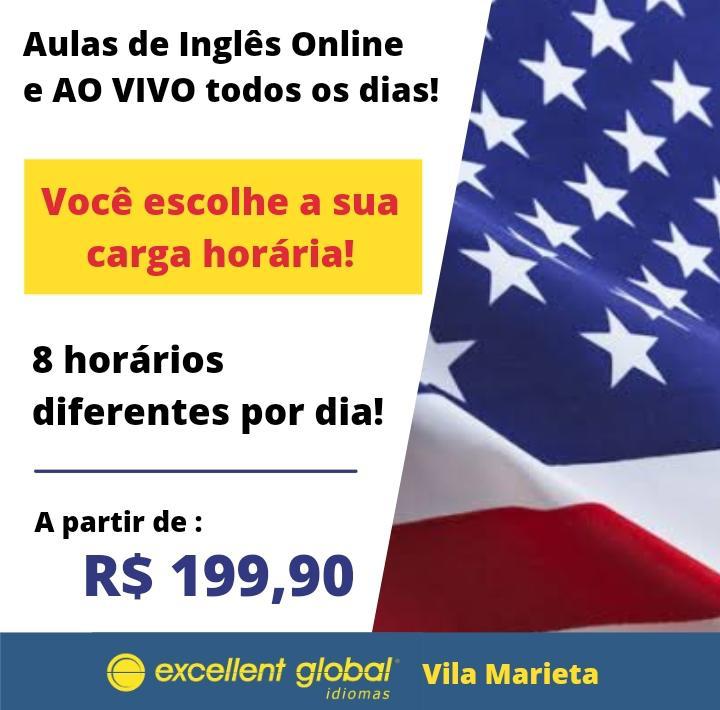 Aulas de Inglês Online
e AO VIVO todos os dias!
Você escolhe a sua
carga horária!
8 horários
diferentes por dia!
A partir de :
R$ 199,90
excellent global
idiomas
Vila Marieta